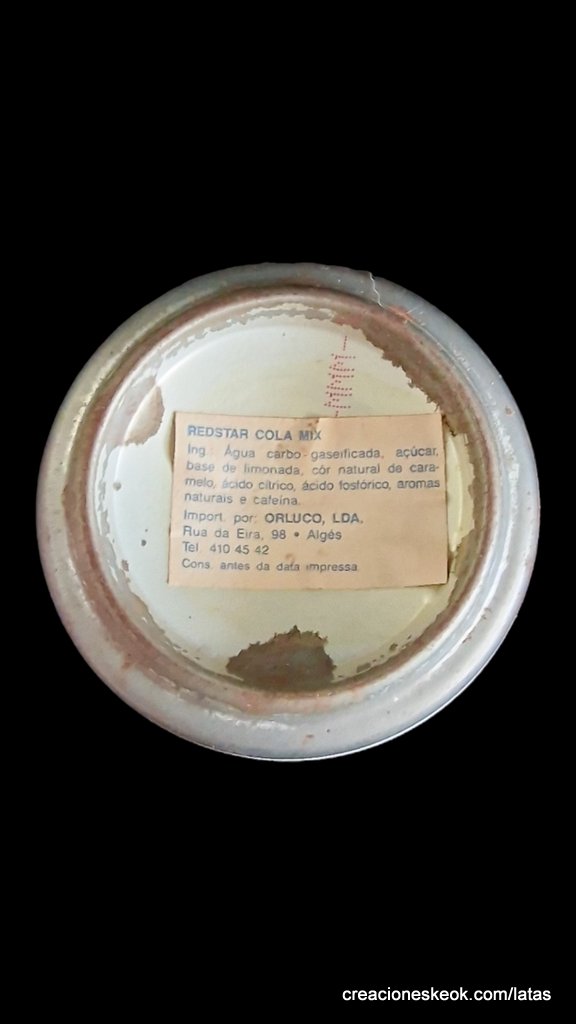 REDSTAR COLA MIX
Ing.: Água carbo-gaseificada, açúcar,
base de limonada, côr natural de cara-
melo, ácido cítrico, ácido fosfórico, aromas
naturais e cafeína.
Import. por: ORLUCO, LDA.
Rua da Eira, 98 • Algés
Tel. 410 45 42
Cons. antes da data impressa.
creacioneskeok.com/latas